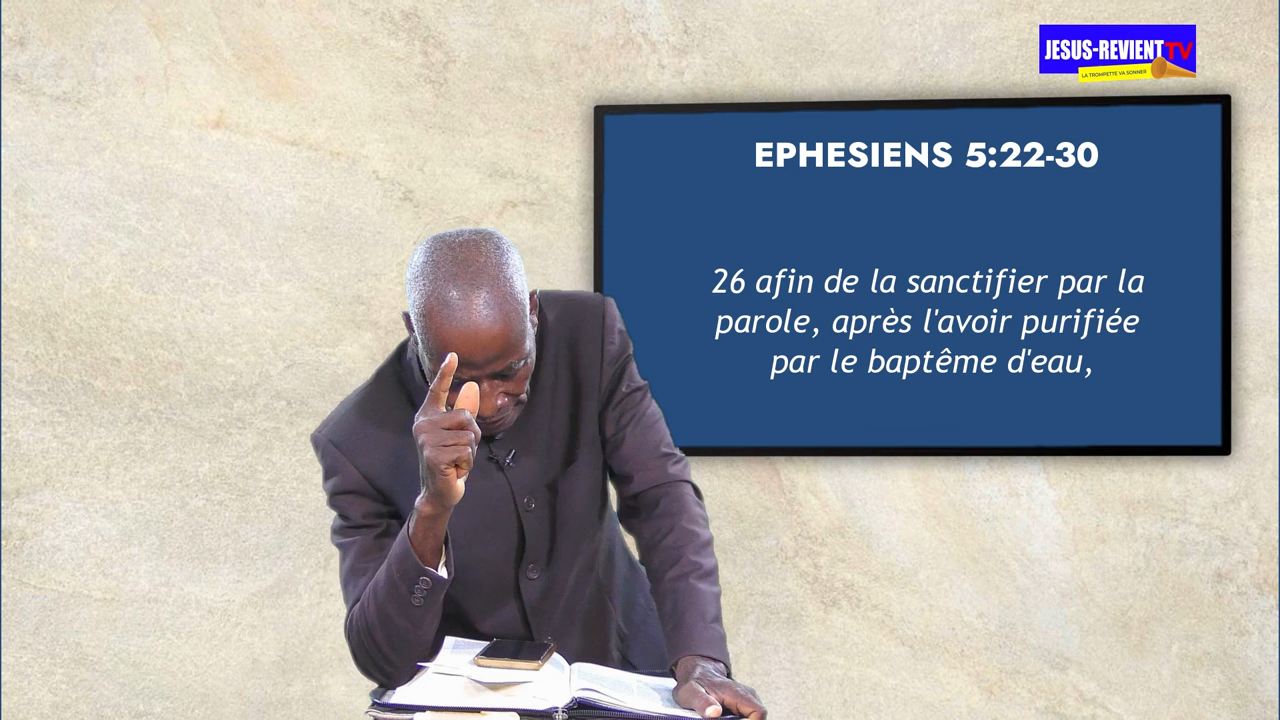 JESUS-REVIENT TV
LA TROMPETTE VA SONNER
EPHESIENS 5:22-30
26 afin de la sanctifier par la
parole, après l'avoir purifiée
par le baptême d'eau,